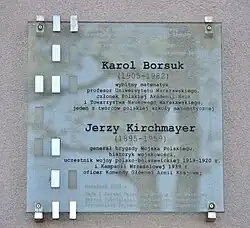 Karol Borsuk
(1905-1982)
wybitny matematyk
profesor Uniwersytetu Warszawskiego,
członek Polskiej Akademii Nauk
i Towarzystwa Naukowego Warszawskiego,
jeden z twórców polskiej szkoły matematycznej
Jerzy Kirchmayer
(1895-1959)
generał brygady Wojska Polskiego,
historyk wojskowości,
uczestnik wojny polsko-bolszewickiej 1919-1920 r.
i Kampanii Wrześniowej 1939 r.
oficer Komendy Głównej Armii Krajowej